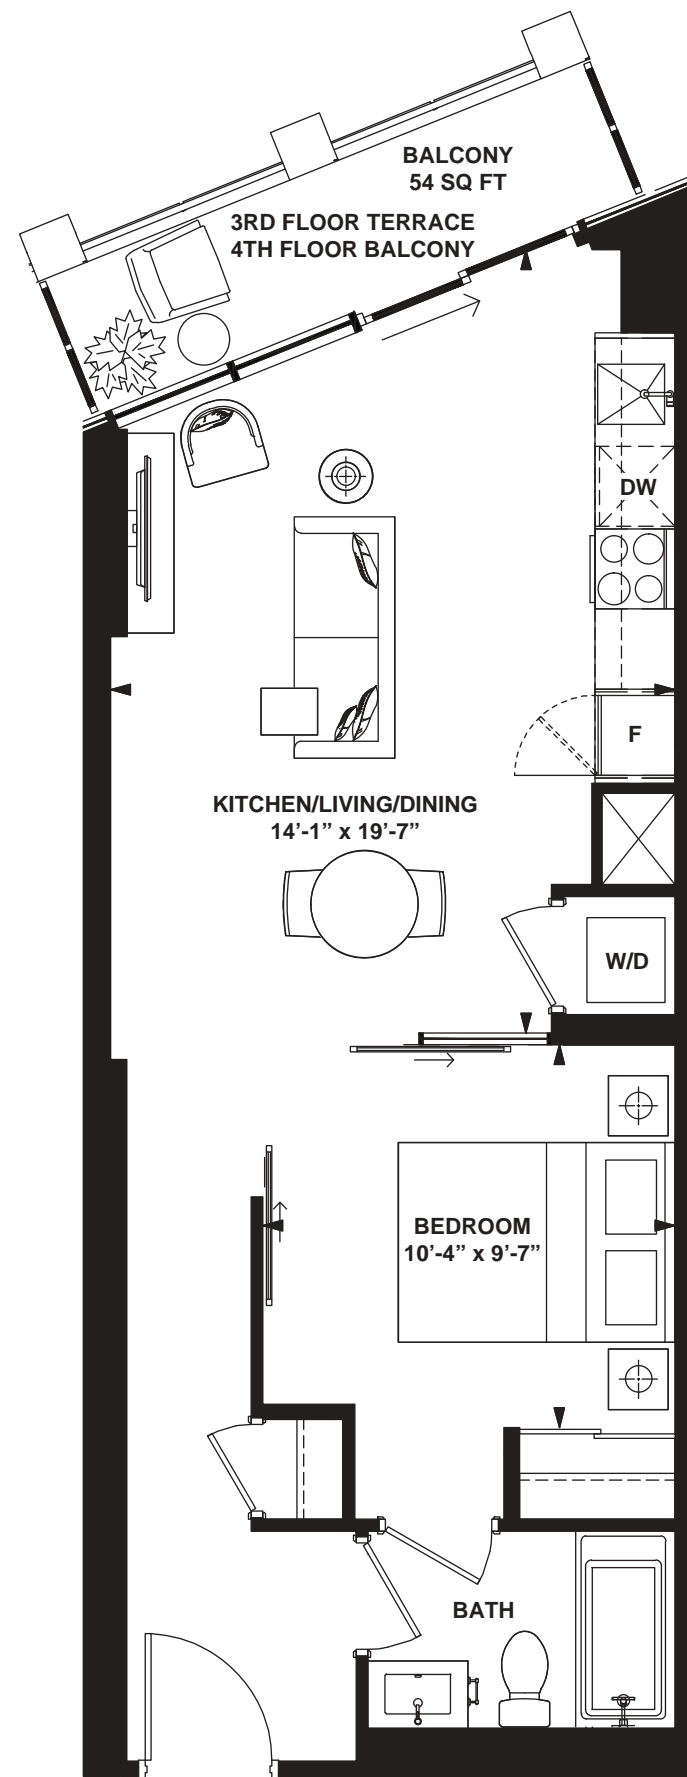 BALCONY
54 SQ FT
3RD FLOOR TERRACE
4TH FLOOR BALCONY
DW
F
KITCHEN/LIVING/DINING
14’-1” x 19’-7”
W/D
BEDROOM
10’-4” x 9’-7”
BATH